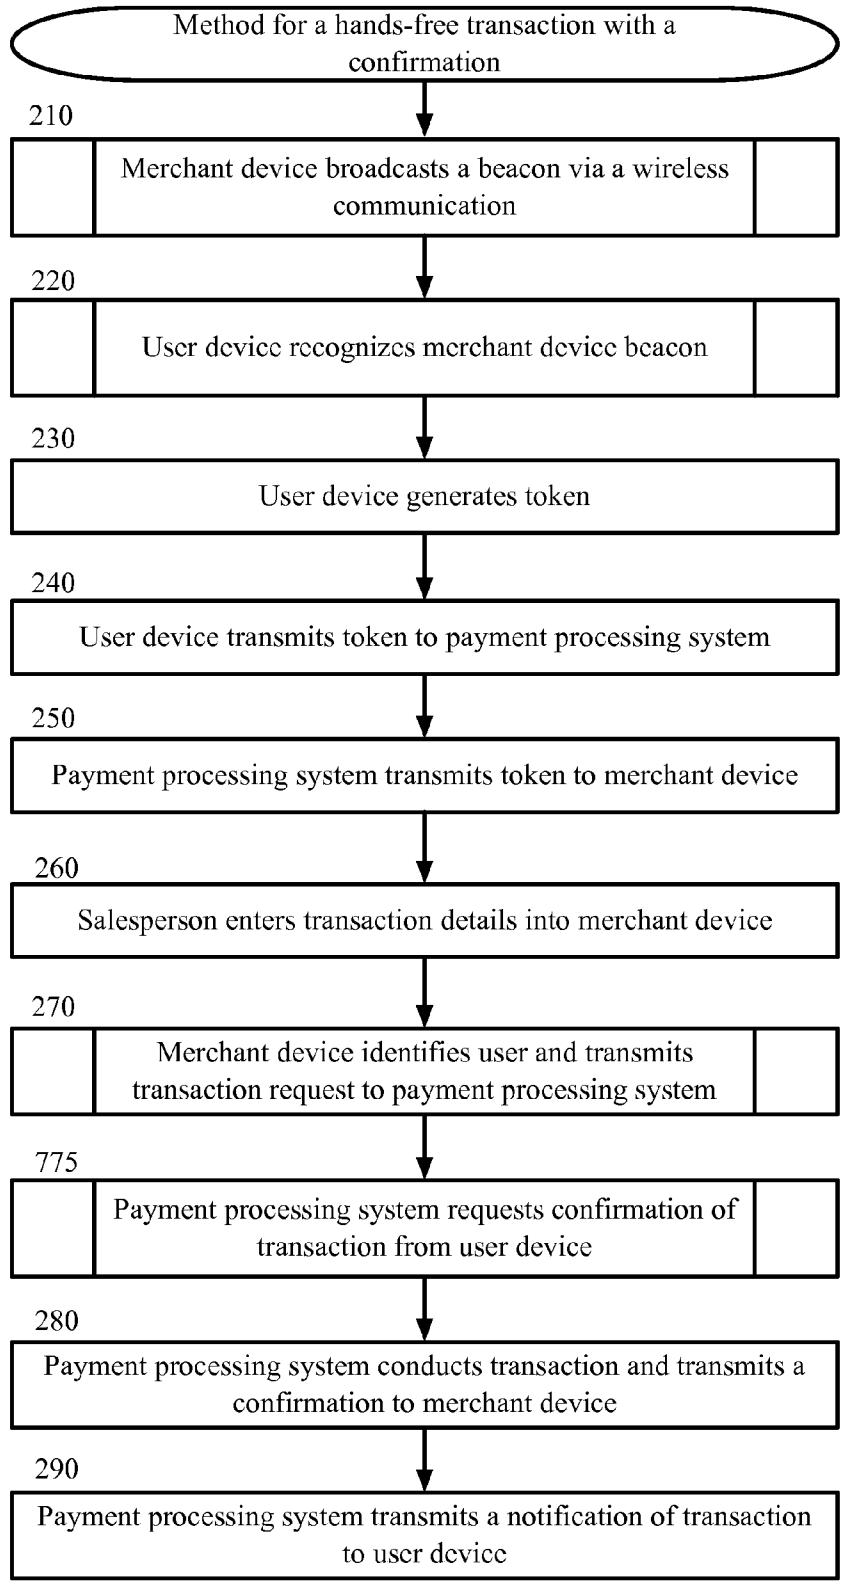 Method for a hands-free transaction with a
confirmation
210
Merchant device broadcasts a beacon via a wireless
communication
220
User device recognizes merchant device beacon
230
User device generates token
240
User device transmits token to payment processing system
250
Payment processing system transmits token to merchant device
260
Salesperson enters transaction details into merchant device
270
Merchant device identifies user and transmits
transaction request to payment processing system
775
Payment processing system requests confirmation of
transaction from user device
280
Payment processing system conducts transaction and transmits a
confirmation to merchant device
290
Payment processing system transmits a notification of transaction
to user device